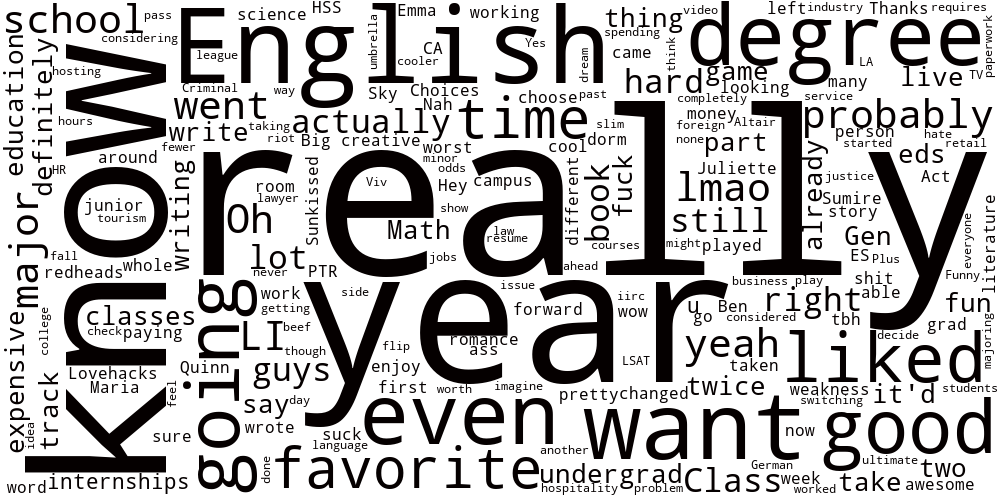 school
pass
considering
education
definitely
hosting
hours
HR
know
English
science
HSS
league
Criminal
way
umbrella
Emma
CA
cooler
working
Yes
Sky
Choices
Nah
thing
spending
came
dream
think
video
degree
left
industry
Thanks
requires
LA
many
live
TV
paperwork
hard
game
looking
went
write
taking
actually
time
choose
past
completely
money
foreign
Altair
none
service
probably
around
fewer
riot
Big
creative
worst
minor
cool
slim
dorm
part
person
started
hate
retail
really
major
junior
tourism
writing
room
lawyer
Oh
Sunkissed
Viv
odds
Hey
campus
show
Math
law
resume
different
book
fuck
lmao
Juliette
already
justice
eds
Act
Sumire
story
still
Gen
literature
everyone
fall
redheads
whole
lot
never
PTR
jobs
ahead
courses
might
played
ES
Plus
Funny
year
going
classes
check
paying
college
expensive
work
getting
side
issue
forward
iirc
wow
business
play
u
go
Ben
considered
right
tbh
shit
able
fun
grad
LI
beef
though
guys
flip
enjoy
romance
ass
LSAT
yeah
taken
liked
decide
majoring
Lovehacks
Maria
Quinn
feel
track
idea
say
day
wrote
first
worth
imagine
pretty
changed
twice
weakness
switching
it'd
students
sure
suck
language
even
want
now
good
word
internships
done
favorite
another
undergrad
hospitality
problem
Class
German
week
worked
take
ultimate
two
awesome